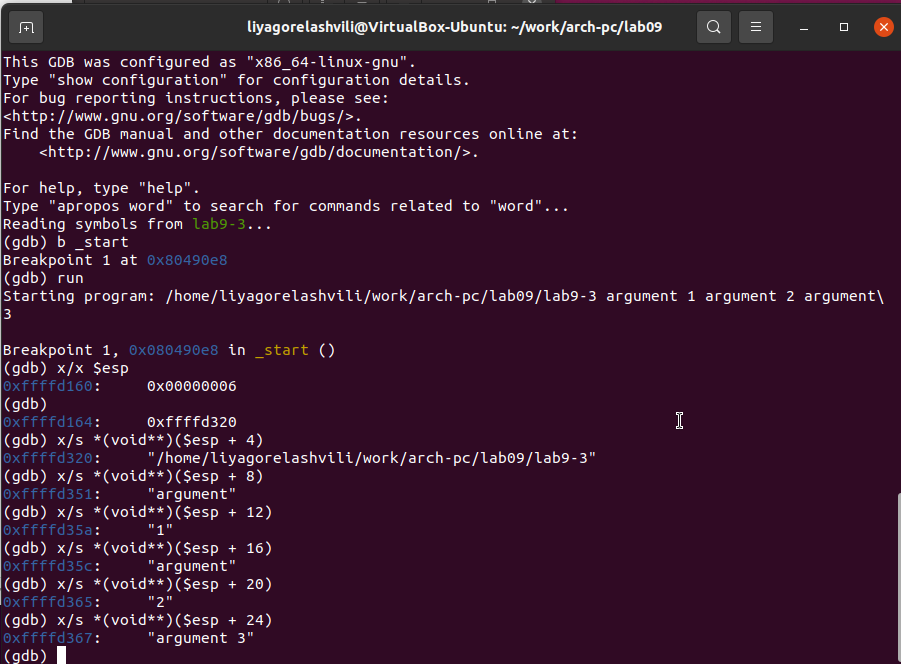 liyagorelashvili@VirtualBox-Ubuntu: ~/work/arch-pc/lab09
This GDB was configured as "x86_64-linux-gnu".
Type "show configuration" for configuration details.
For bug reporting instructions, please see:
<http://www.gnu.org/software/gdb/bugs/>.
Find the GDB manual and other documentation resources online at:
    <http://www.gnu.org/software/gdb/documentation/>.

For help, type "help".
Type "apropos word" to search for commands related to "word"...
Reading symbols from lab9-3...
(gdb) b _start
Breakpoint 1 at 0x80490e8
(gdb) run
Starting program: /home/liyagorelashvili/work/arch-pc/lab09/lab9-3 argument 1 argument 2 argument\
3

Breakpoint 1, 0x080490e8 in _start ()
(gdb) x/x $esp
0xffffd160:     0x00000006
(gdb)
0xffffd164:     0xffffd320
(gdb) x/s *(void**)($esp + 4)
0xffffd320:     "/home/liyagorelashvili/work/arch-pc/lab09/lab9-3"
(gdb) x/s *(void**)($esp + 8)
0xffffd351:     "argument"
(gdb) x/s *(void**)($esp + 12)
0xffffd35a:     "1"
(gdb) x/s *(void**)($esp + 16)
0xffffd35c:     "argument"
(gdb) x/s *(void**)($esp + 20)
0xffffd365:     "2"
(gdb) x/s *(void**)($esp + 24)
0xffffd367:     "argument 3"
(gdb)